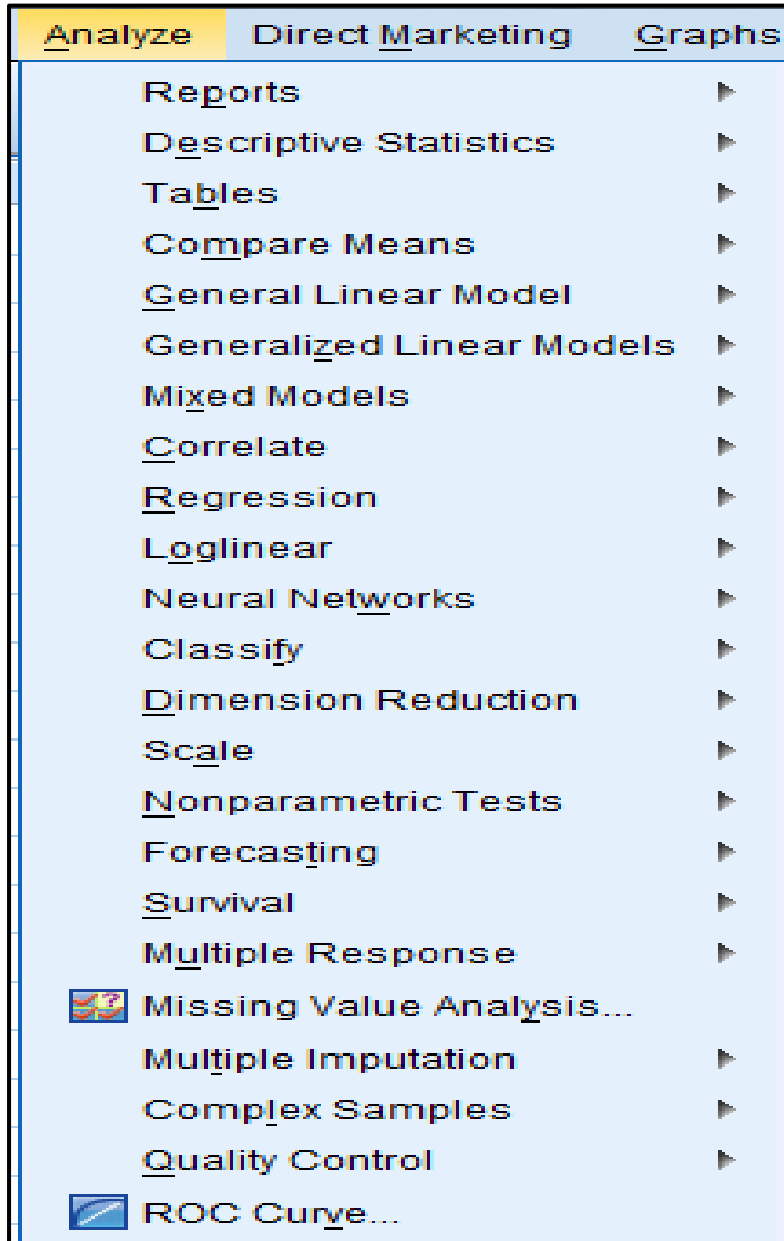 Analyze Direct Marketing Graphs
Reports
Descriptive Statistics
Tables
Compare Means
General Linear Model
Generalized Linear Models
Mixed Models
Correlate
Regression
Loglinear
Neural Networks
Classify
Dimension Reduction
Scale
Nonparametric Tests
Forecasting
Survival
Multiple Response
Missing Value Analysis...
Multiple Imputation
Complex Samples
Quality Control
ROC Curve...